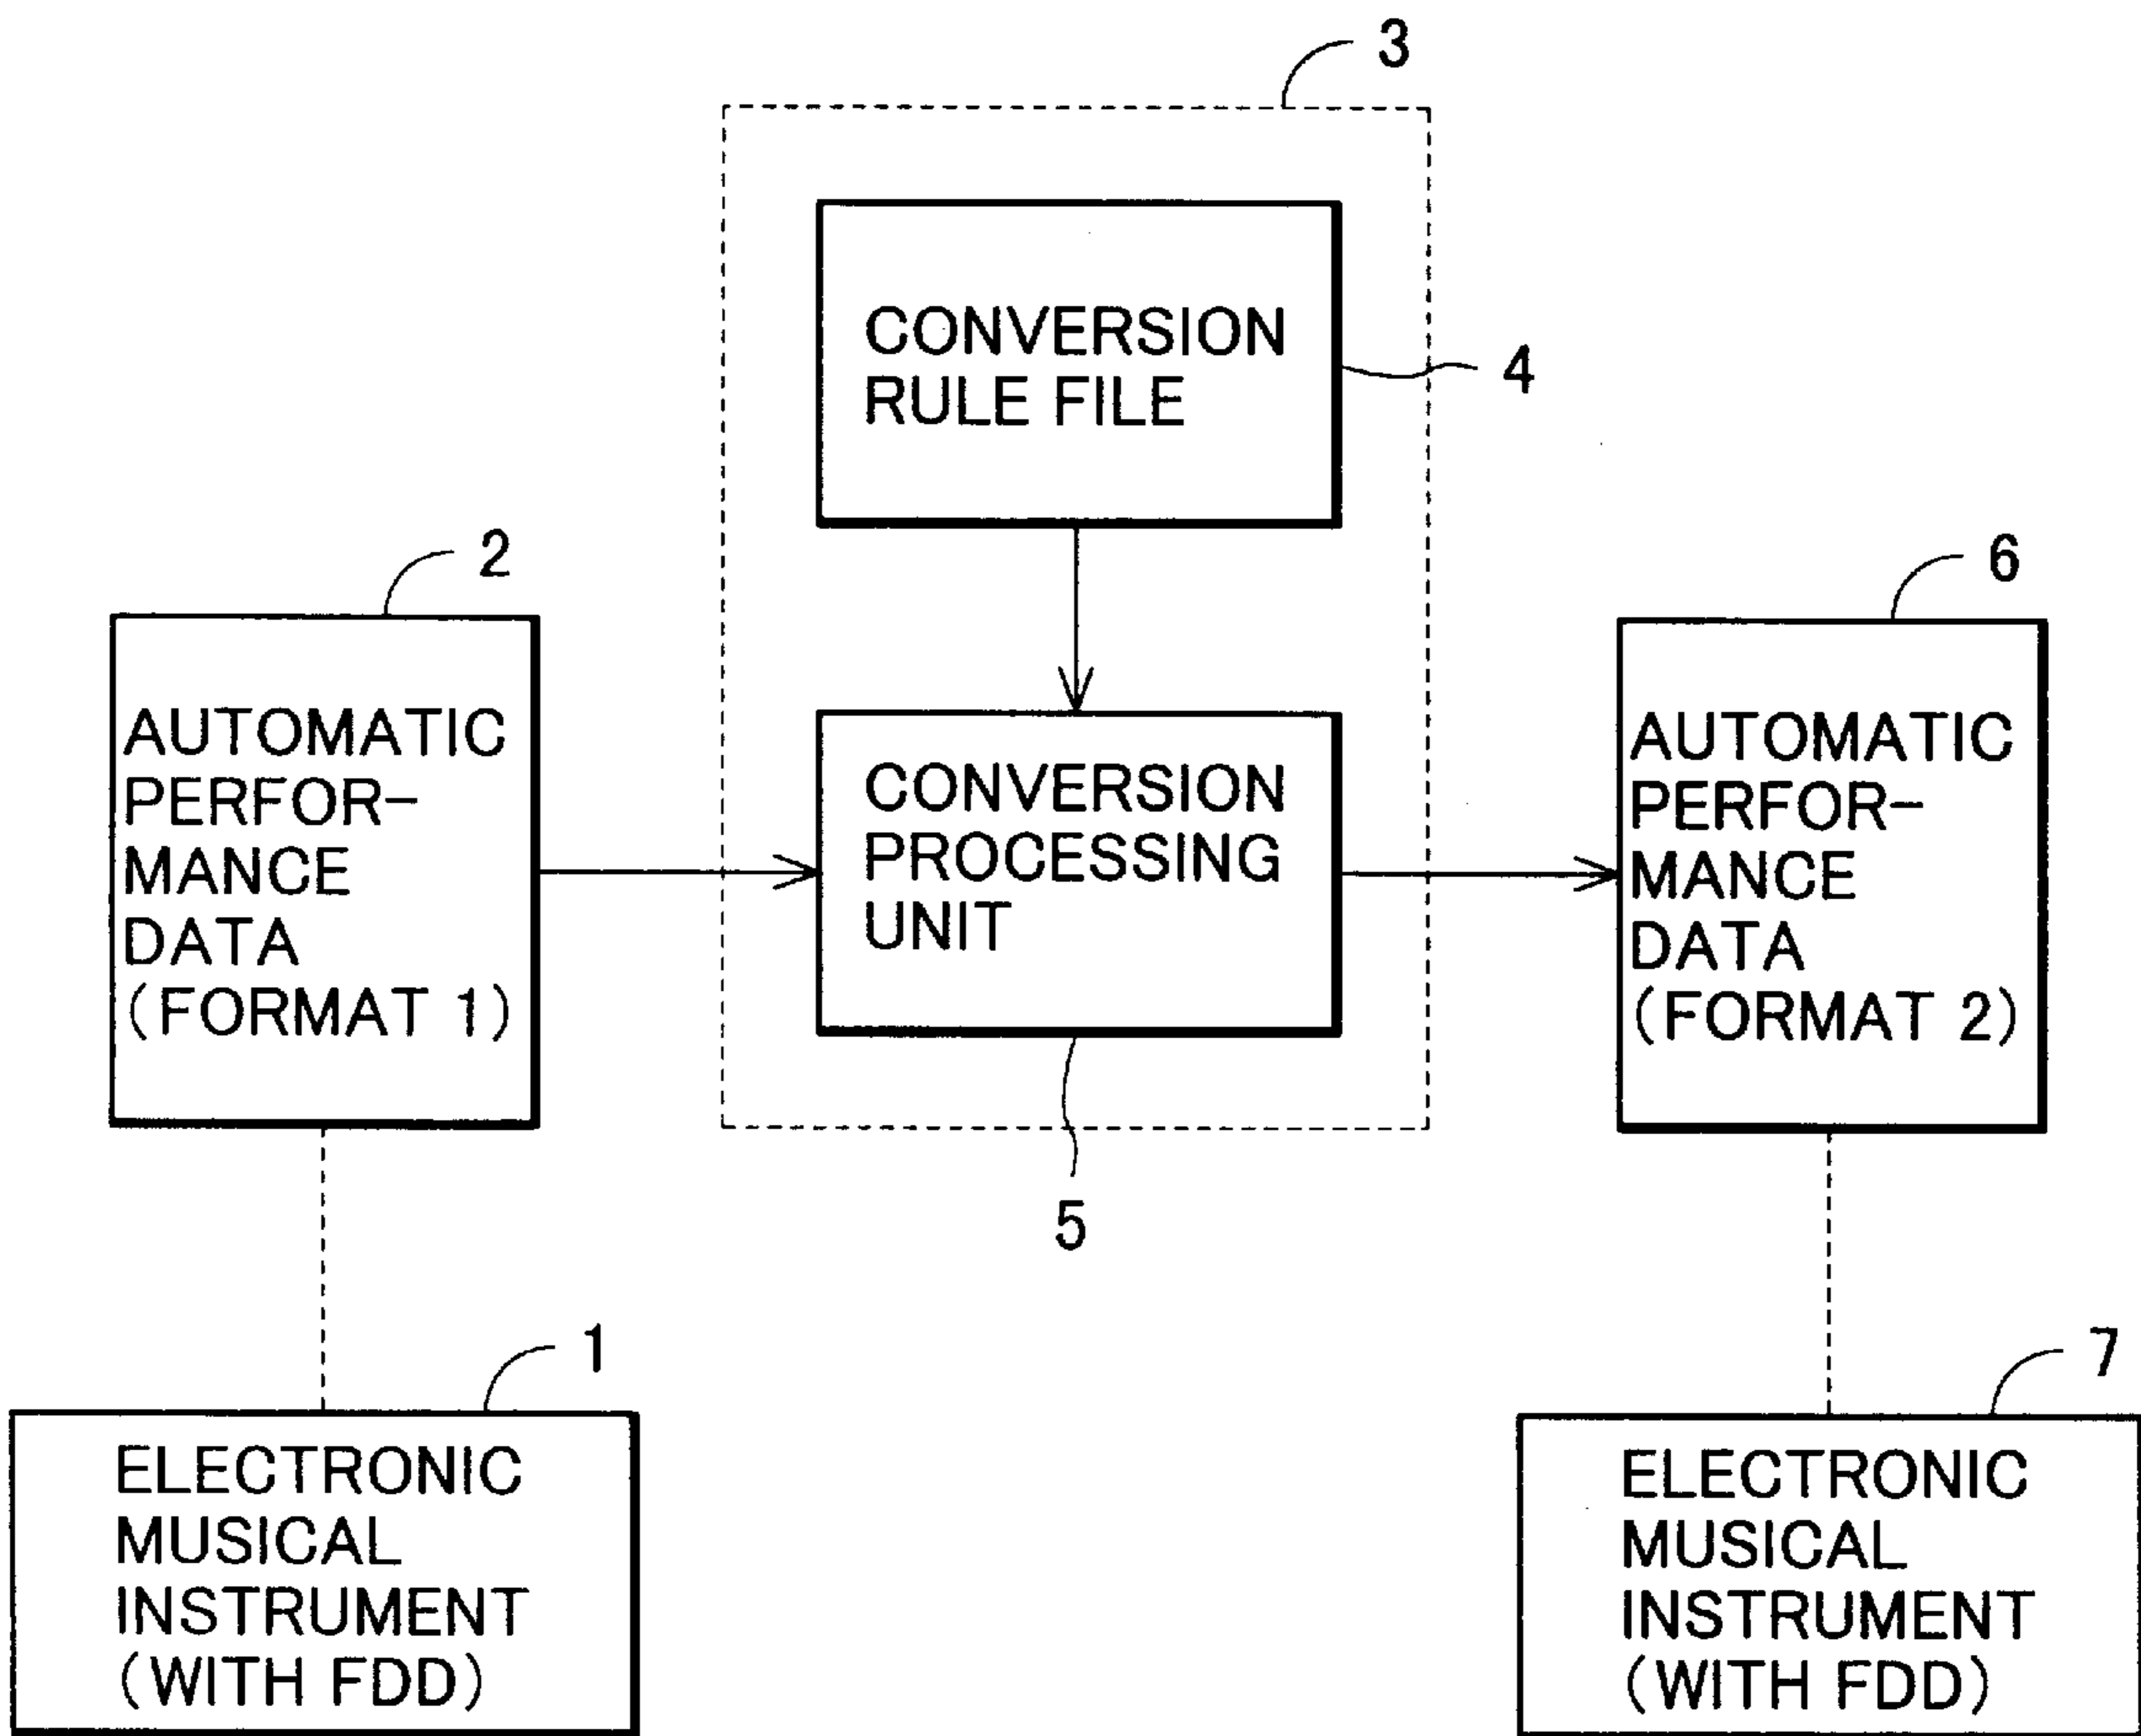 3
CONVERSION
RULE FILE
4
2
AUTOMATIC
PERFOR-
MANCE
DATA
(FORMAT 1)
CONVERSION
PROCESSING
UNIT
5
6
AUTOMATIC
PERFOR-
MANCE
DATA
(FORMAT 2)
1
ELECTRONIC
MUSICAL
INSTRUMENT
(WITH FDD)
7
ELECTRONIC
MUSICAL
INSTRUMENT
(WITH FDD)